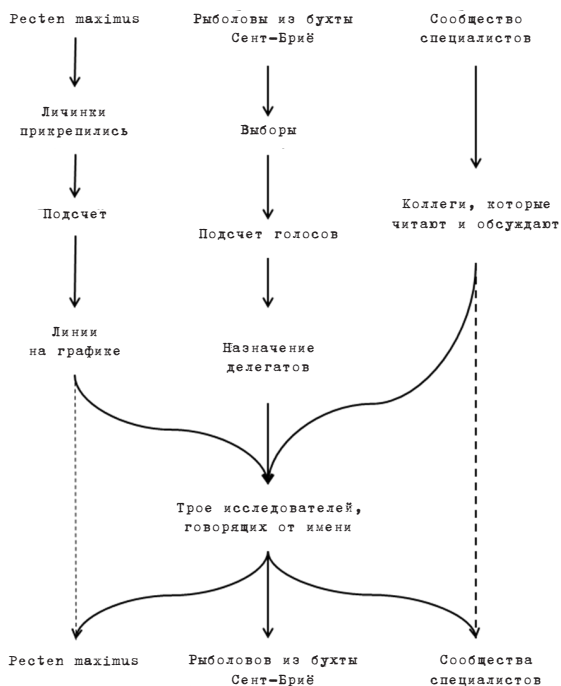 Pecten maximus
Рыболовы из бухты
Сент—Бриё
Сообщество
специалистов
Личинки
прикрепились
Выборы
Подсчет
Коллеги, которые
читают и обсуждают
Подсчет голосов
Линии
на графике
Назначение
делегатов
Трое исследователей,
говорящих от имени
Pecten maximus
Рыболовов из бухты
Сент—Бриё
Сообщества
специалистов